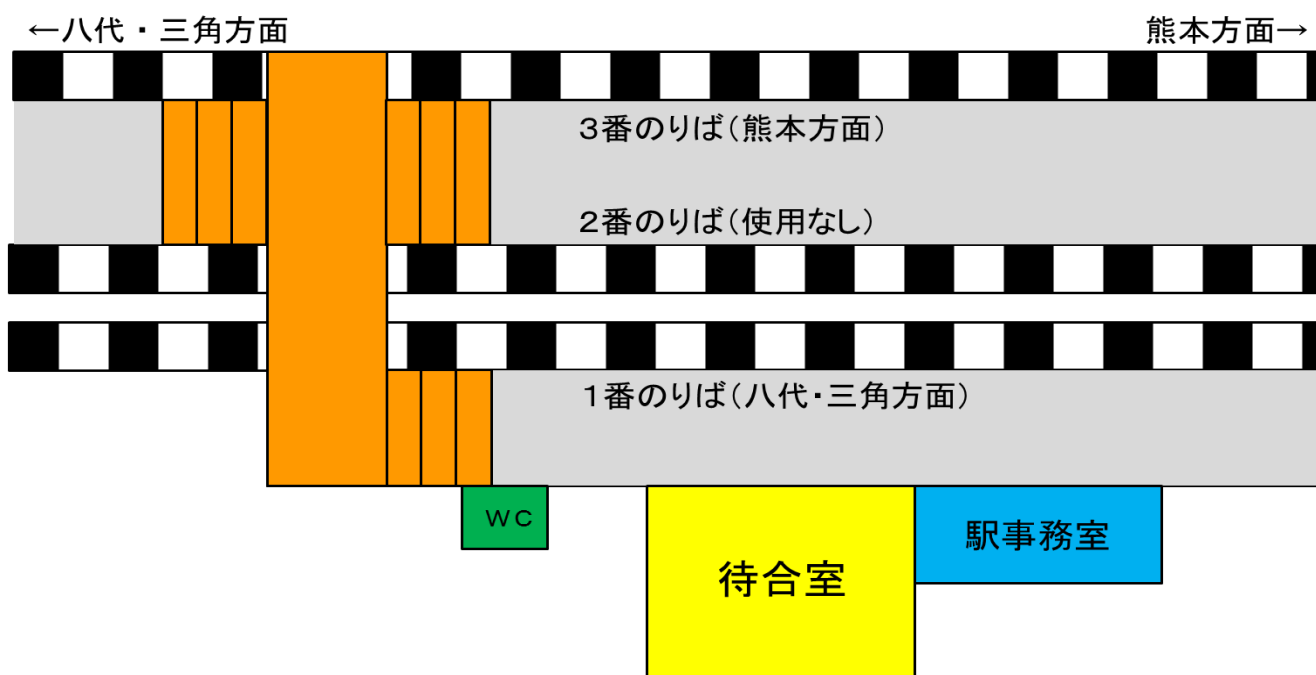 ←八代・三角方面
熊本方面→
３番のりば（熊本方面）
２番のりば（使用なし）
１番のりば（八代・三角方面）
ＷＣ
待合室
駅事務室